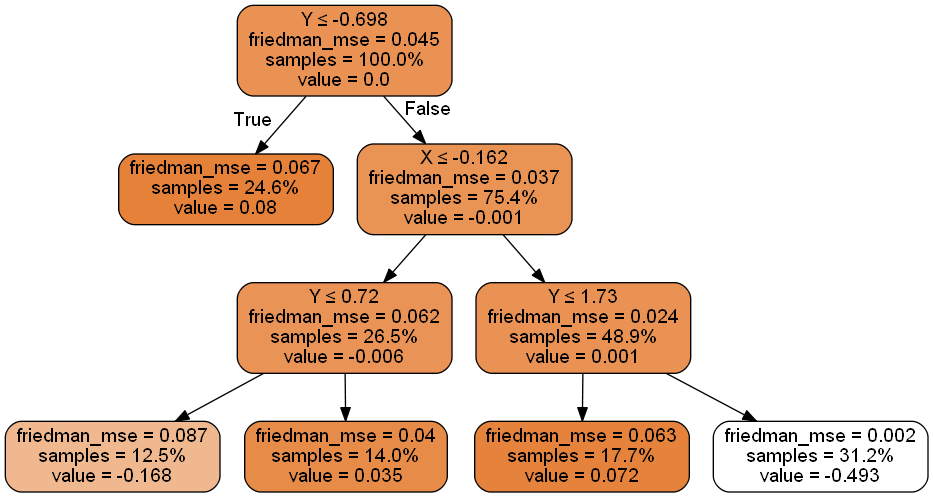 Y ≤ -0.698
friedman_mse = 0.045
samples = 100.0%
value = 0.0
True
False
friedman_mse = 0.067
samples = 24.6%
value = 0.08
X ≤ -0.162
friedman_mse = 0.037
samples = 75.4%
value = -0.001
Y ≤ 0.72
friedman_mse = 0.062
samples = 26.5%
value = -0.006
Y ≤ 1.73
friedman_mse = 0.024
samples = 48.9%
value = 0.001
friedman_mse = 0.087
samples = 12.5%
value = -0.168
friedman_mse = 0.04
samples = 14.0%
value = 0.035
friedman_mse = 0.063
samples = 17.7%
value = 0.072
friedman_mse = 0.002
samples = 31.2%
value = -0.493